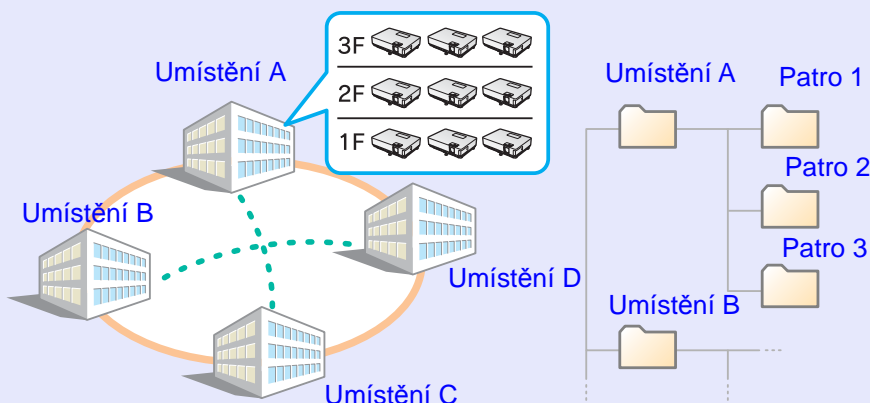 Umístění A
3F
2F
1F
Umístění B
Umístění D
Umístění C
Umístění A
Patro 1
Patro 2
Patro 3
Umístění B